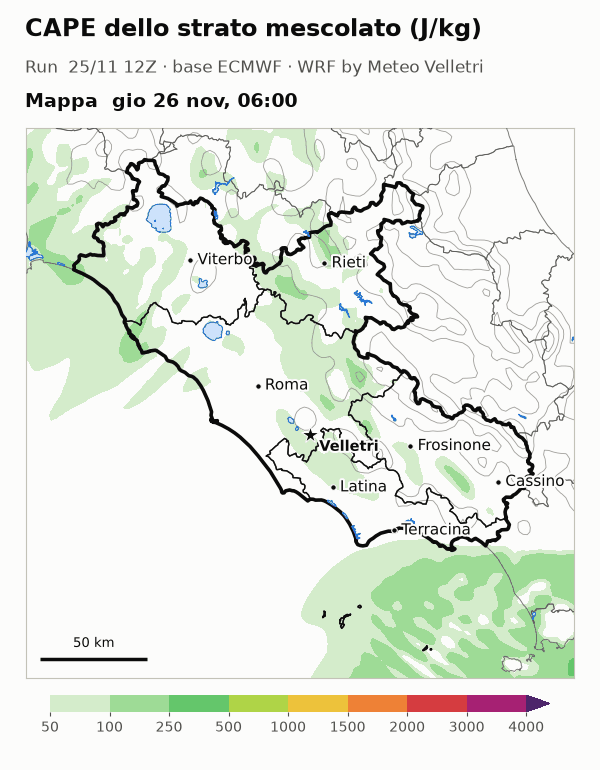 CAPE dello strato mescolato (J/kg)
Run  25/11 12Z · base ECMWF · WRF by Meteo Velletri
Mappa  gio 26 nov, 06:00
Viterbo
Rieti
Roma
Velletri
Frosinone
Cassino
Latina
Terracina
50 km
50 100 250 500 1000 1500 2000 3000 4000